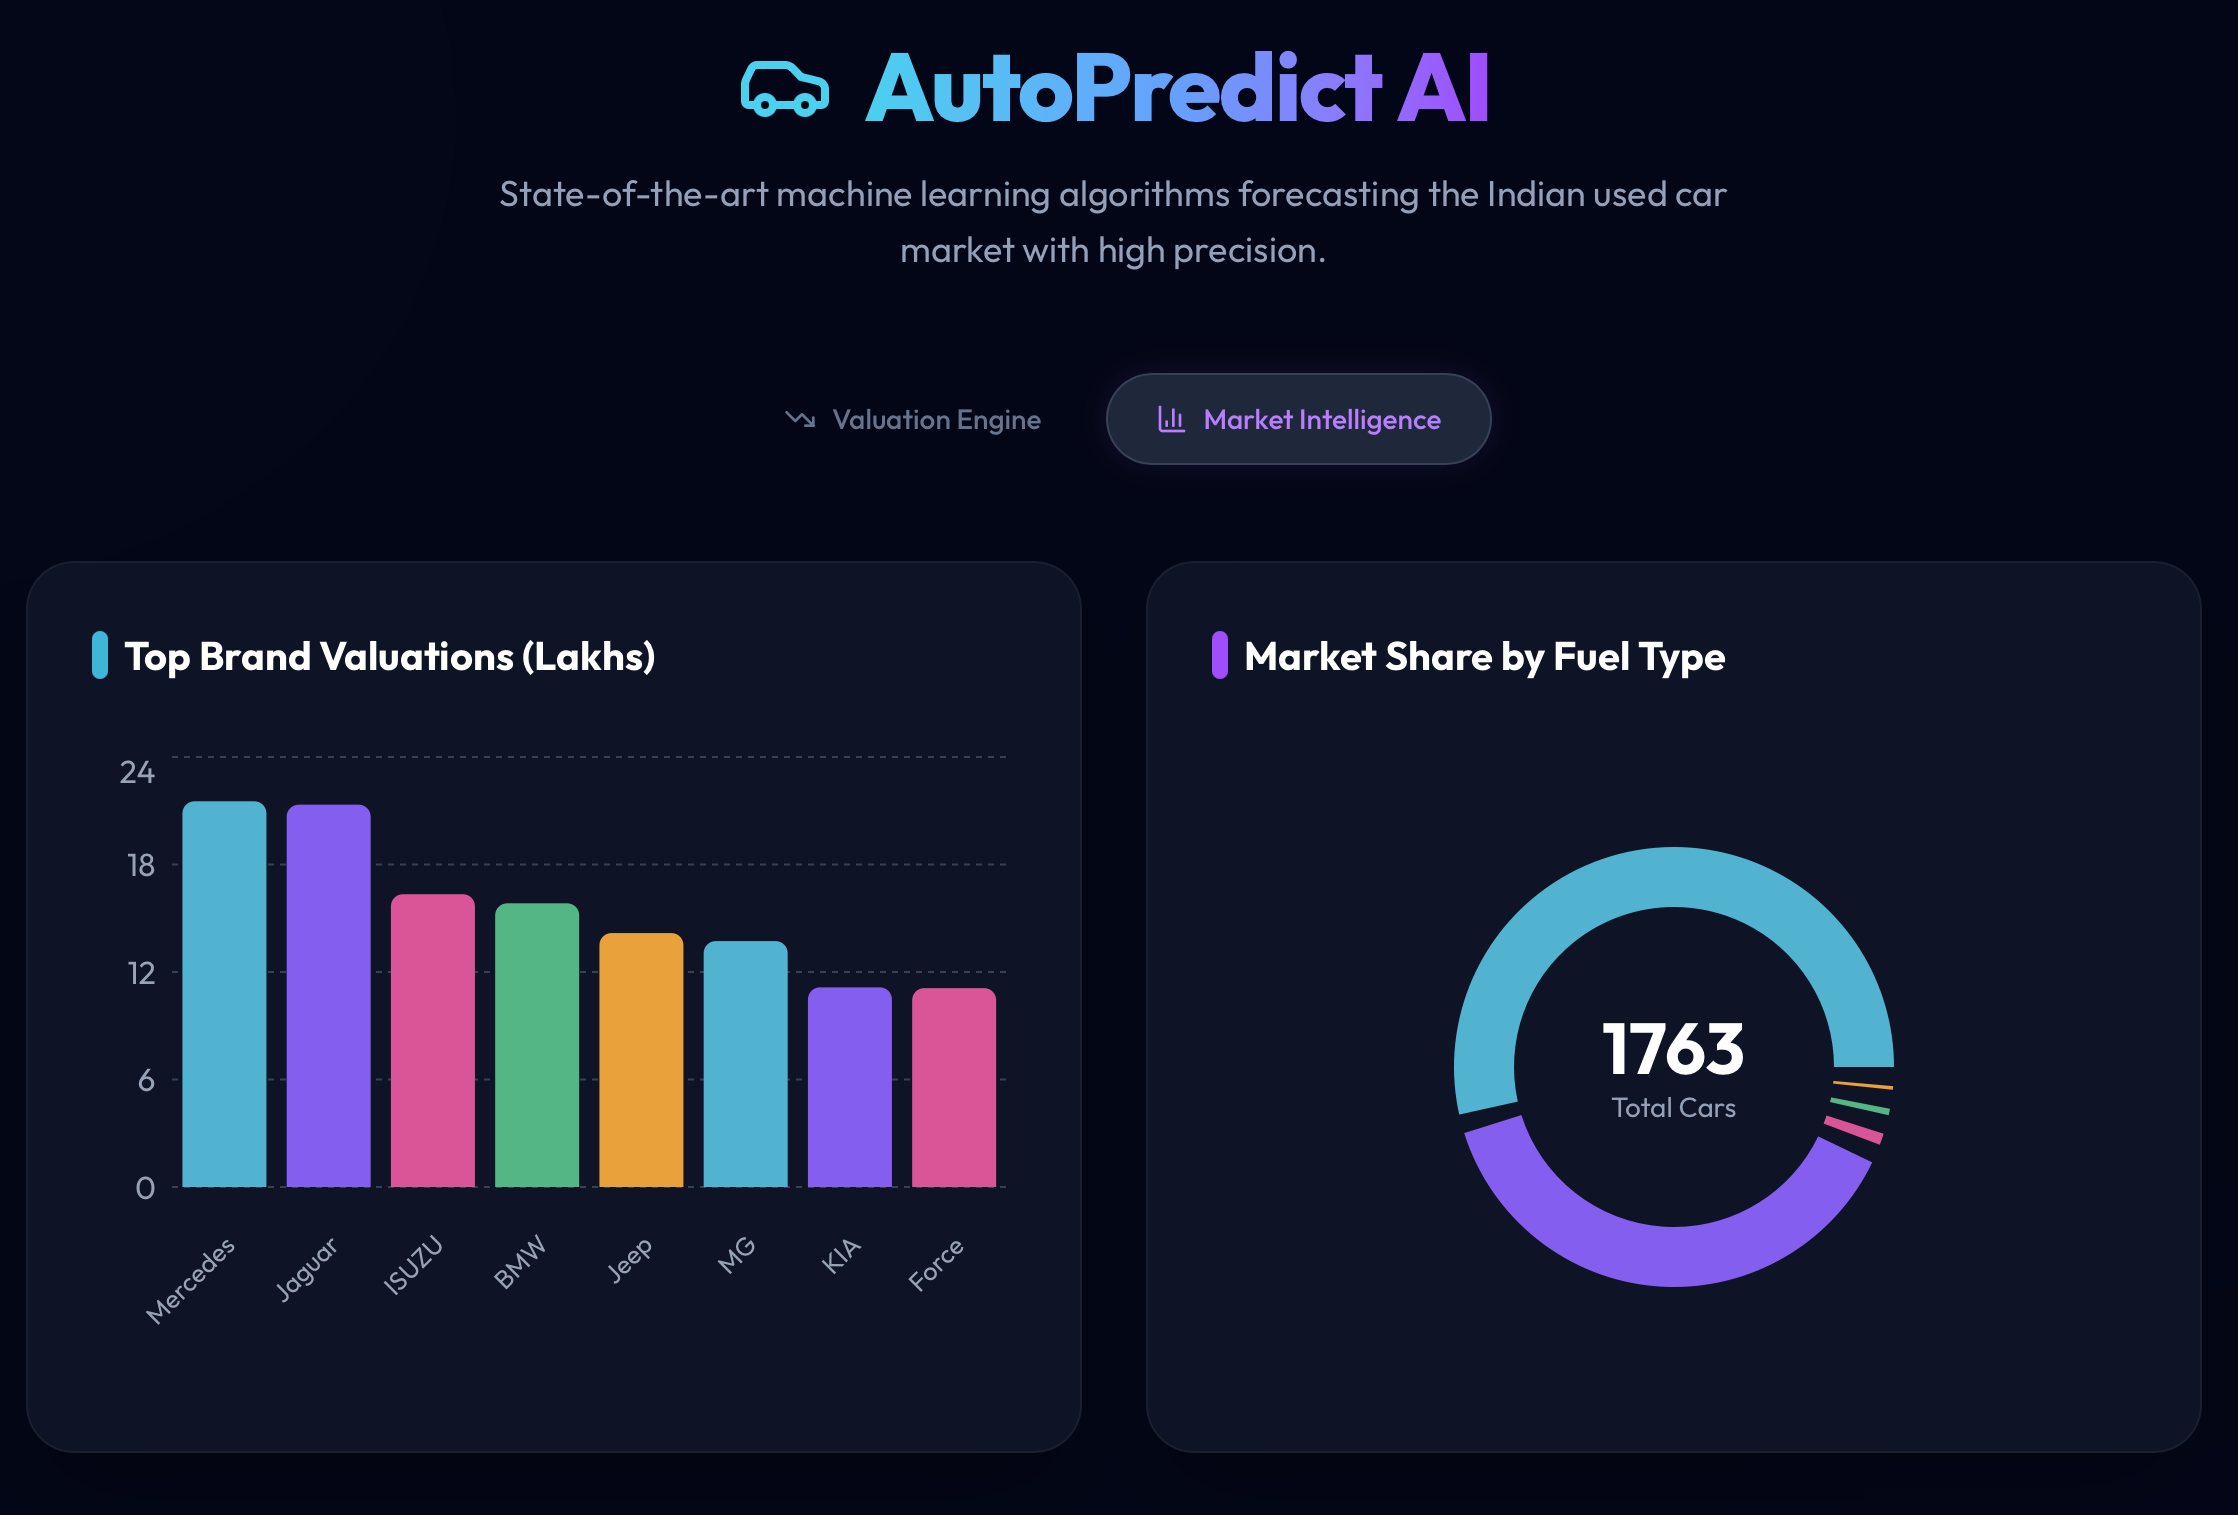 AutoPredict AI
State-of-the-art machine learning algorithms forecasting the Indian used car
market with high precision.
Valuation Engine
Market Intelligence
Top Brand Valuations (Lakhs)
24
18
12
6
0
Mercedes
Jaguar
ISUZU
BMW
Jeep
MG
KIA
Force
Market Share by Fuel Type
1763
Total Cars